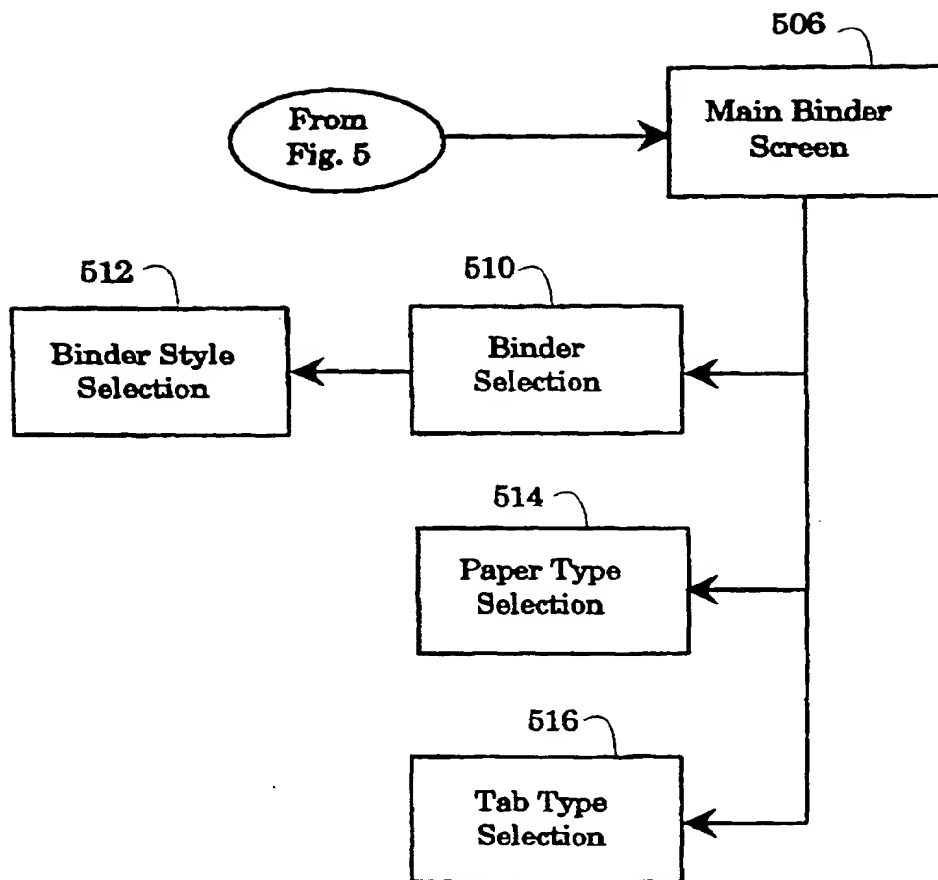 506
Main Binder
Screen
From
Fig. 5
512
Binder Style
Selection
510
Binder
Selection
514
Paper Type
Selection
516
Tab Type
Selection